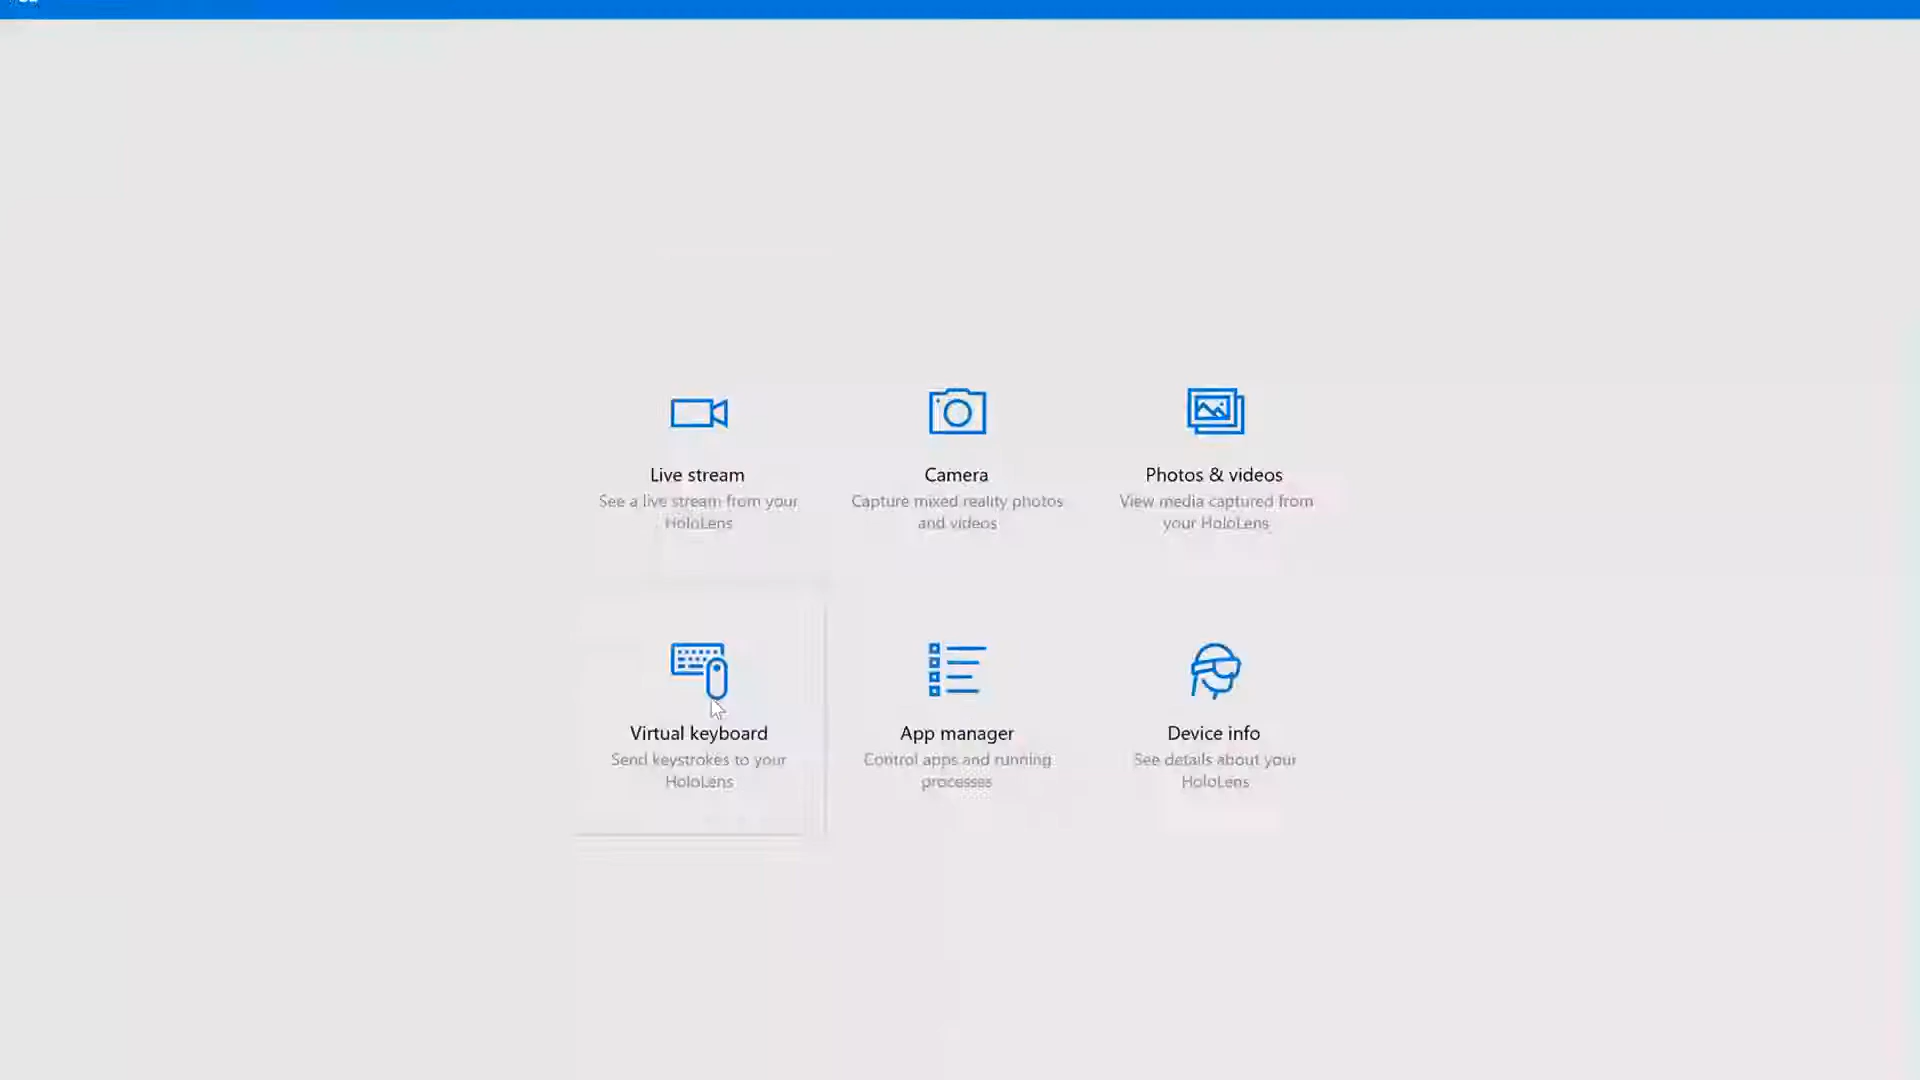 Live stream
See a live stream from your
HoloLens
Camera
Capture mixed reality photos
and videos
Photos & videos
View media captured from
your HoloLens
Virtual keyboard
Send keystrokes to your
HoloLens
App manager
Control apps and running
processes
Device info
See details about your
HoloLens